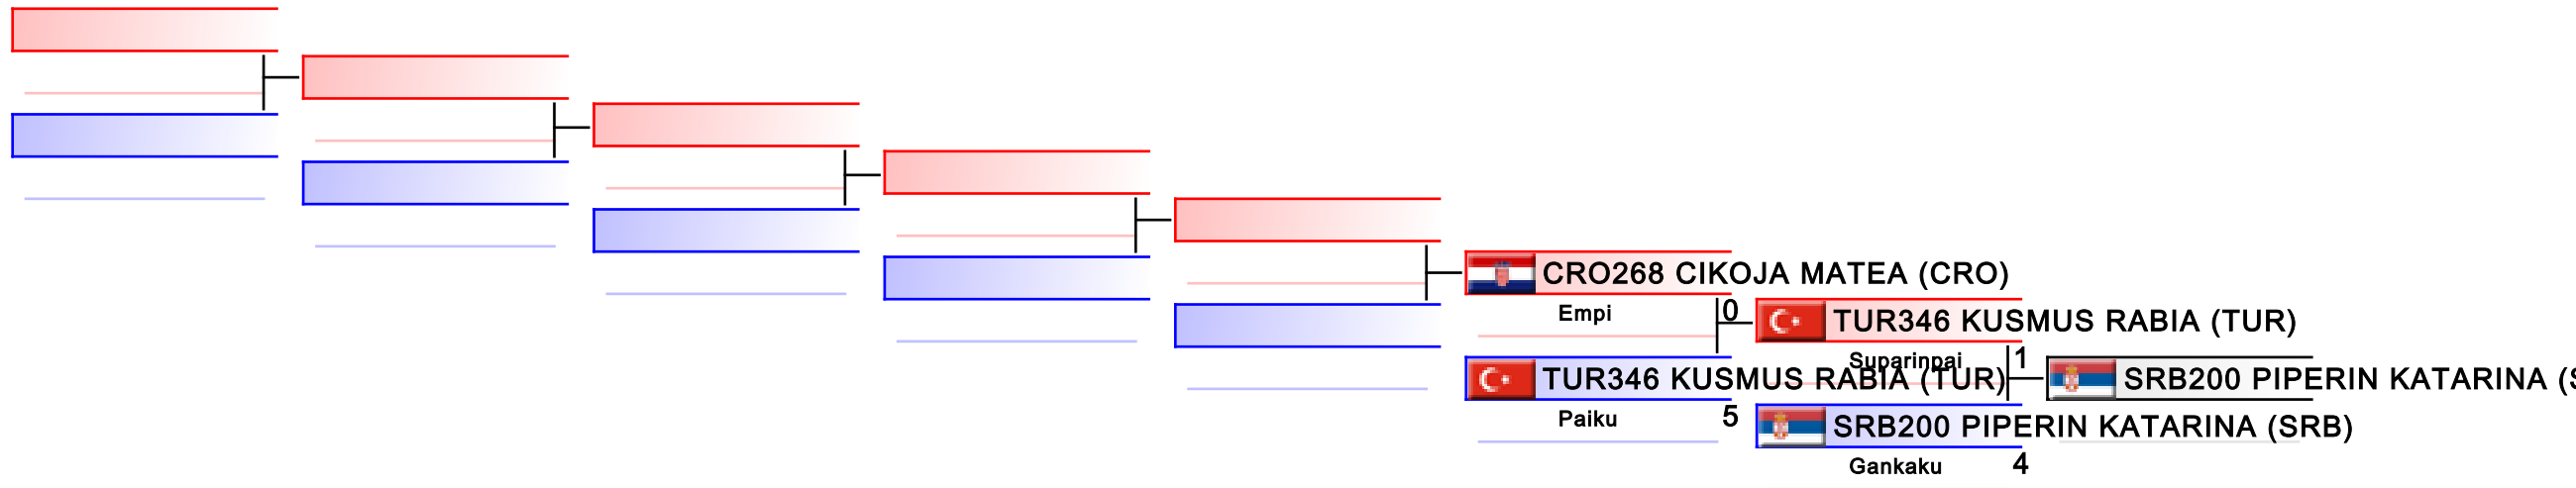 CRO268 CIKOJA MATEA (CRO)
Empi
0
TUR346 KUSMUS RABIA (TUR)
Paiku
5
TUR346 KUSMUS RABIA (TUR)
Suparinpai
1
SRB200 PIPERIN KATARINA (SRB)
Gankaku
4
SRB200 PIPERIN KATARINA (S